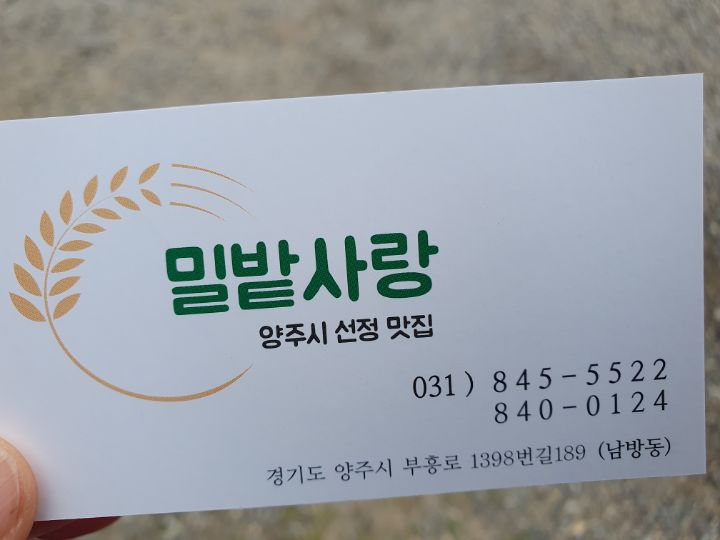 밀밭사랑
양주시 선정 맛집
031) 845-5522
840-0124
경기도 양주시 부흥로 1398번길189 (남방동)